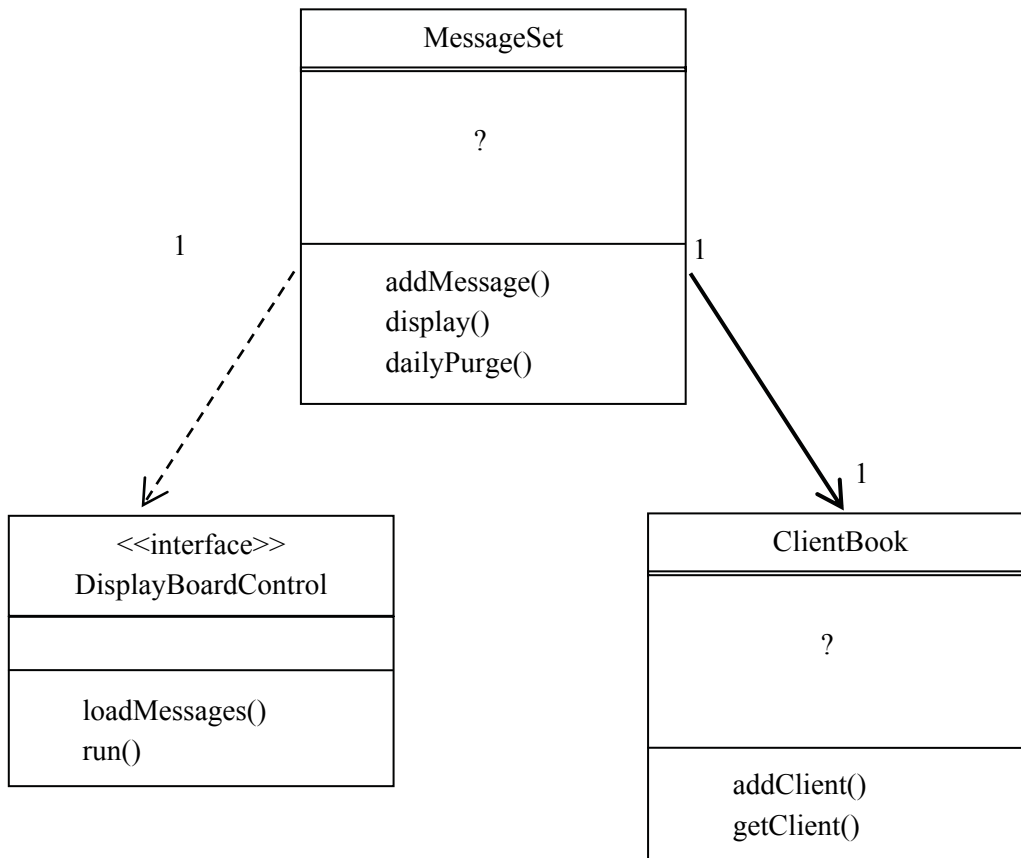 MessageSet
?
1
1
addMessage()
display()
dailyPurge()
1
<<interface>>
DisplayBoardControl
loadMessages()
run()
ClientBook
?
addClient()
getClient()